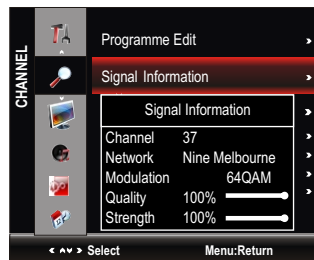 CHANNEL
Programme Edit
Signal Information
Signal Information
Channel 37
Network Nine Melbourne
Modulation 64QAM
Quality 100%
Strength 100%
Select Menu:Return